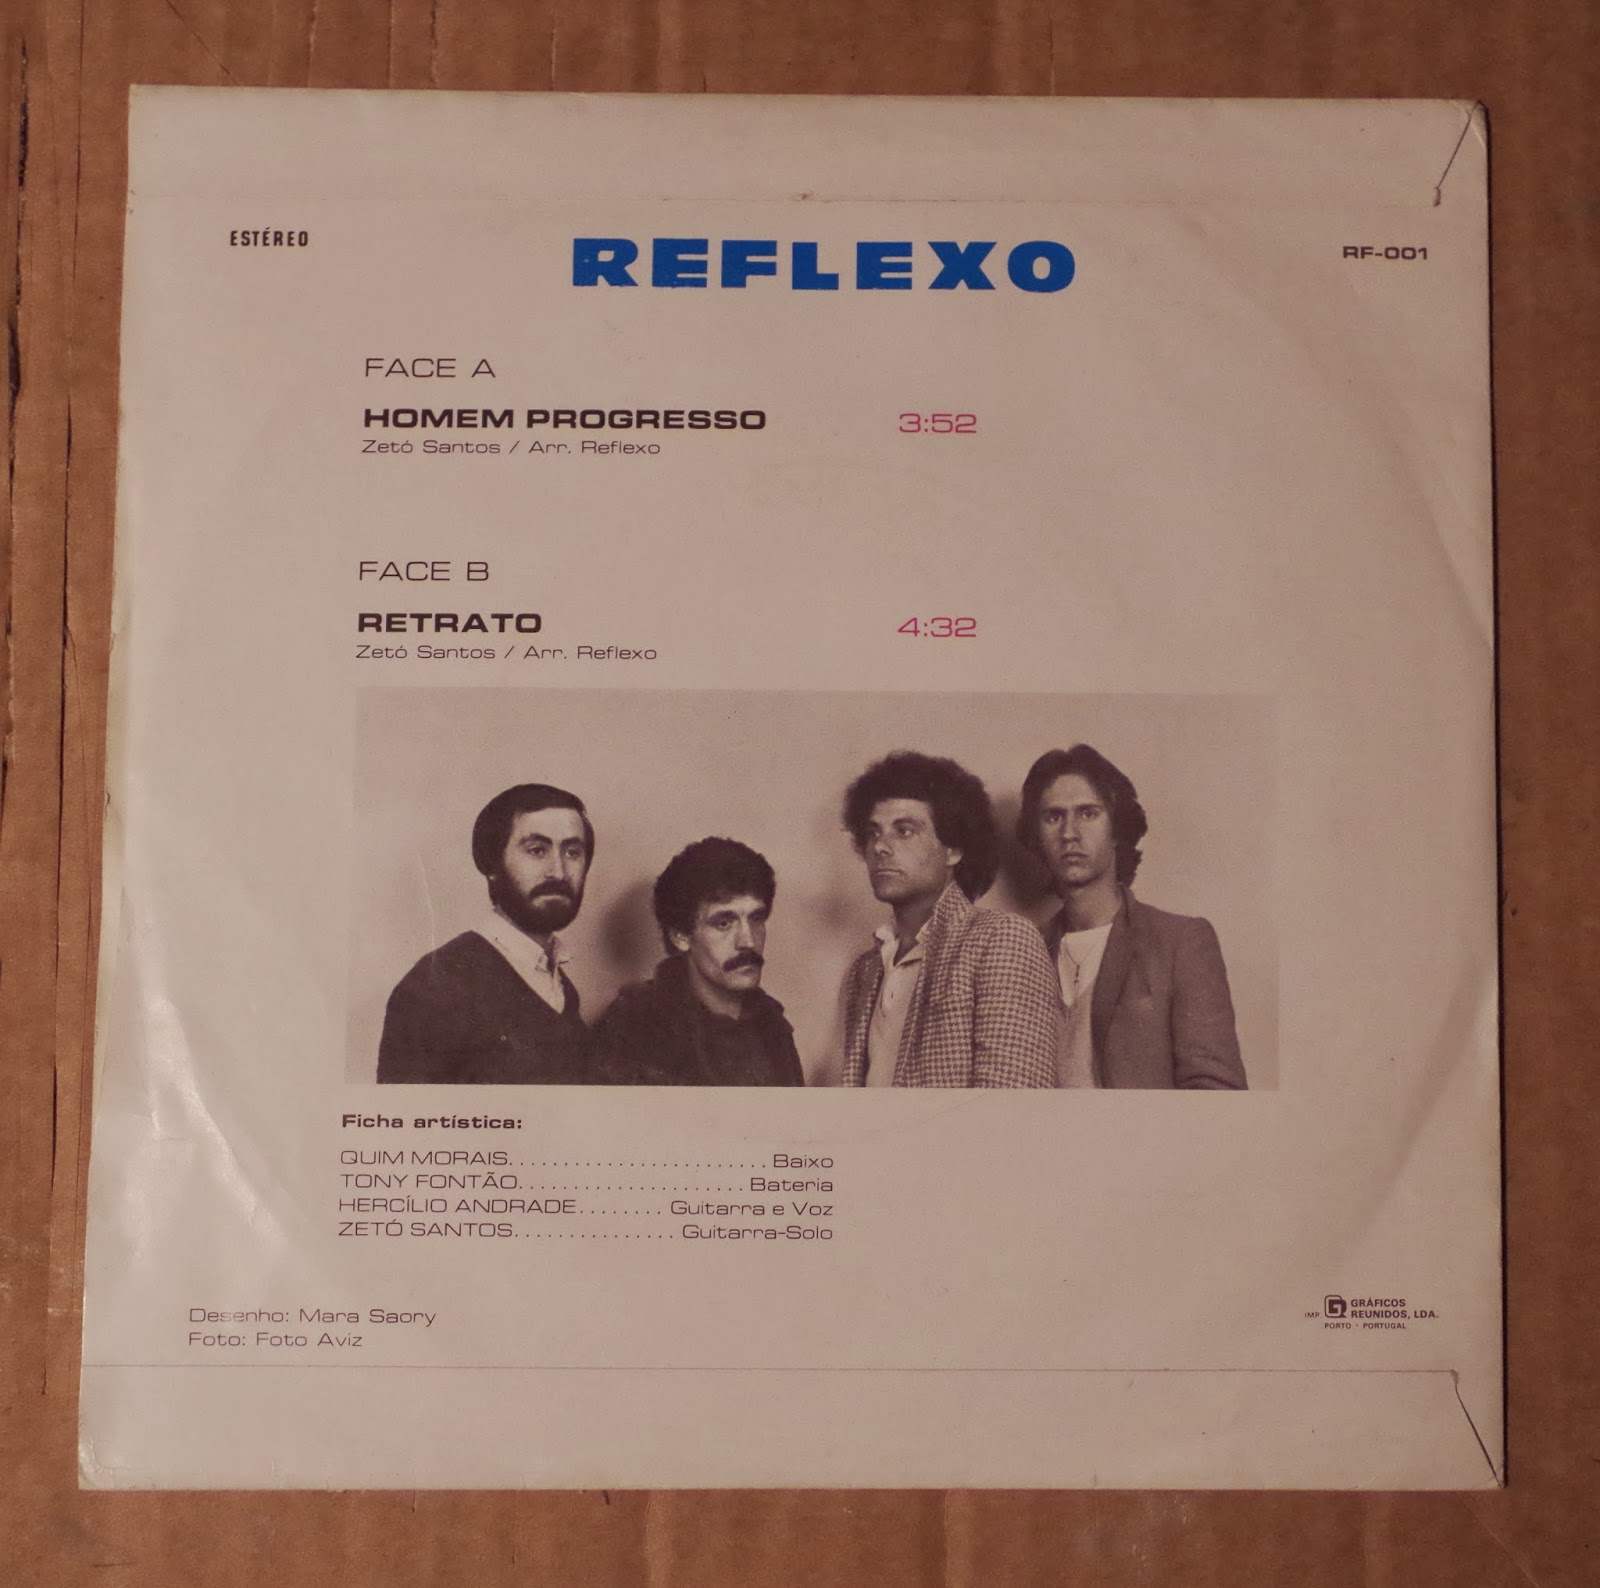 ESTÉREO
REFLEXO
RF-001
FACE A
HOMEM PROGRESSO 3:52
Zetó Santos / Arr. Reflexo
FACE B
RETRATO 4:32
Zetó Santos / Arr. Reflexo
Ficha artística:
QUIM MORAIS........................Baixo
TONY FONTÃO.....................Bateria
HERCÍLIO ANDRADE........Guitarra e Voz
ZETÓ SANTOS...............Guitarra-Solo
Desenho: Mara Saory
Foto: Foto Aviz
IMP GRÁFICOS
REUNIDOS, LDA.
PORTO · PORTUGAL